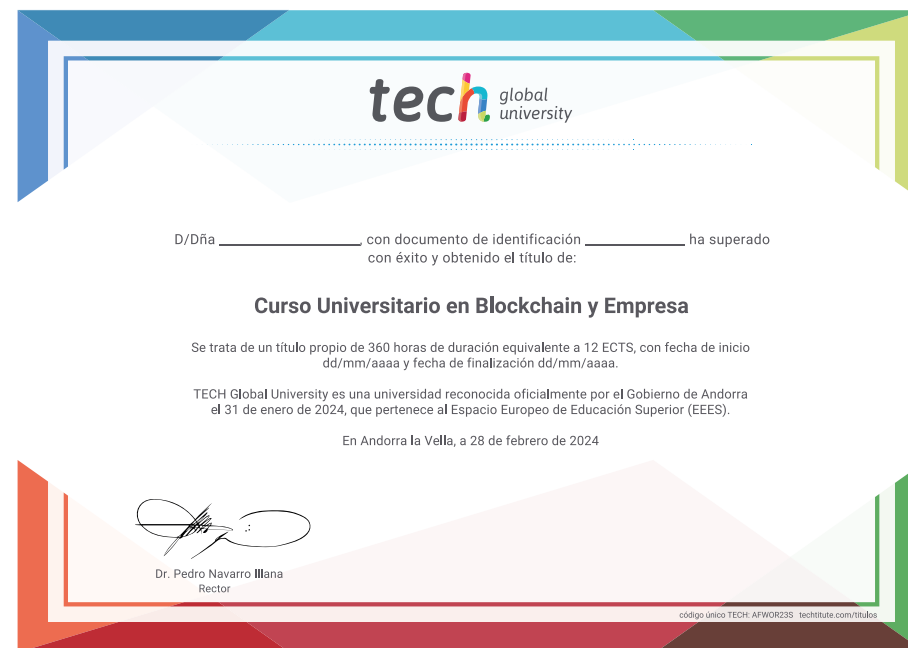 tech global university
D/Dña ____________________, con documento de identificación ______________ ha superado
con éxito y obtenido el título de:
Curso Universitario en Blockchain y Empresa
Se trata de un título propio de 360 horas de duración equivalente a 12 ECTS, con fecha de inicio
dd/mm/aaaa y fecha de finalización dd/mm/aaaa.
TECH Global University es una universidad reconocida oficialmente por el Gobierno de Andorra
el 31 de enero de 2024, que pertenece al Espacio Europeo de Educación Superior (EEES).
En Andorra la Vella, a 28 de febrero de 2024
Dr. Pedro Navarro Illana
Rector
código único TECH: AFWOR23S techtitute.com/titulos